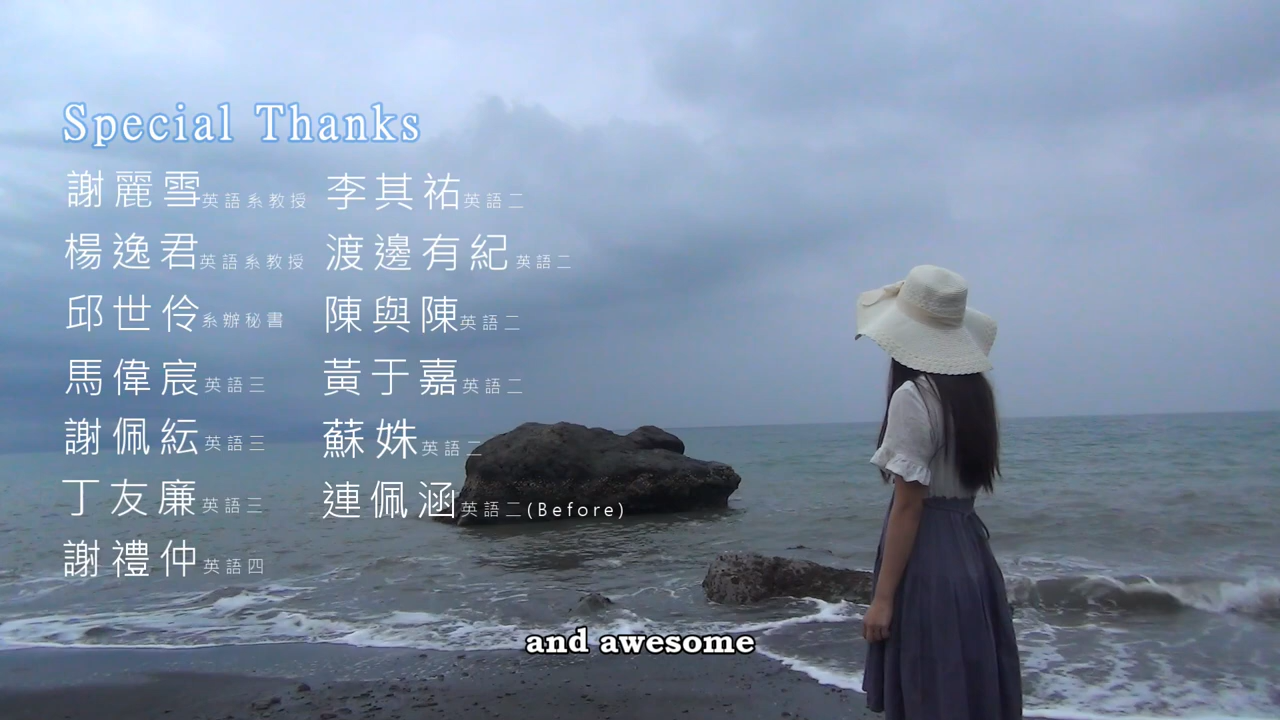 Special Thanks
謝麗雪英語系教授
楊逸君英語系教授
邱世伶系辦秘書
馬偉宸英語三
謝佩紜英語三
丁友廉英語三
謝禮仲英語四
李其祐英語二
渡邊有紀英語二
陳與陳英語二
黃于嘉英語二
蘇姝英語二
連佩涵英語二(Before)
and awesome